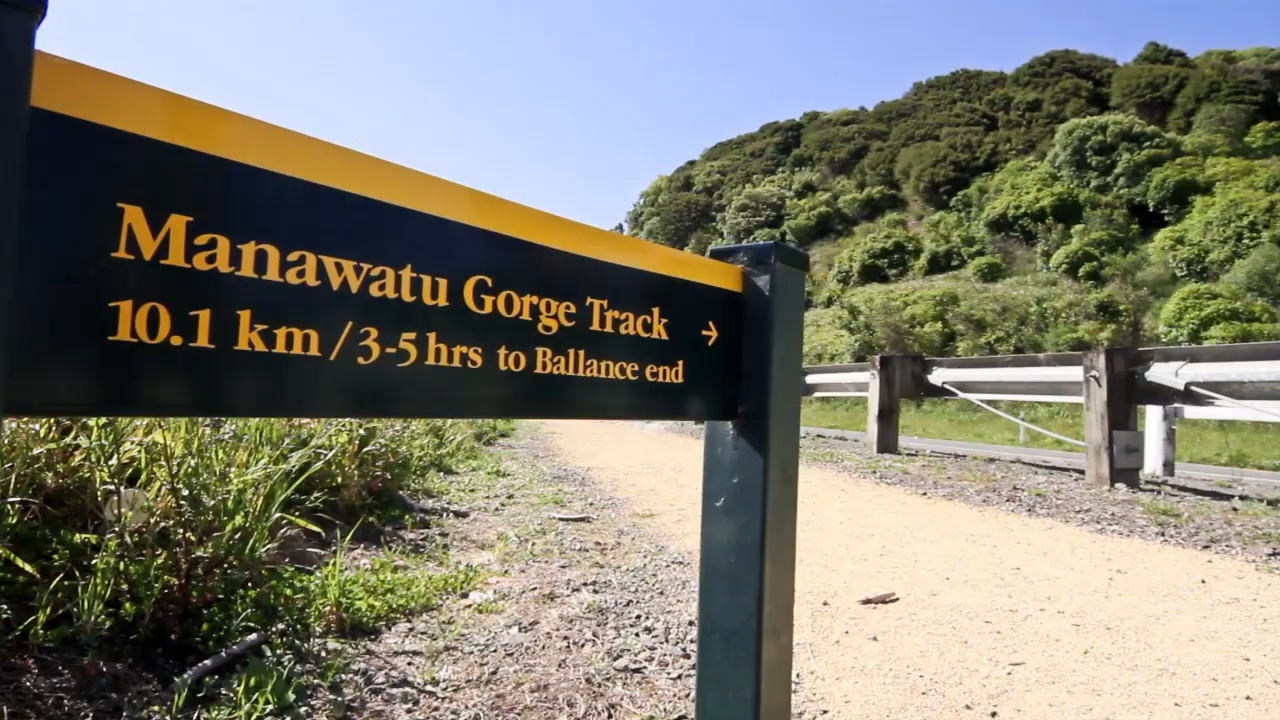 Manawatu Gorge Track →
10.1 km / 3-5 hrs to Ballance end